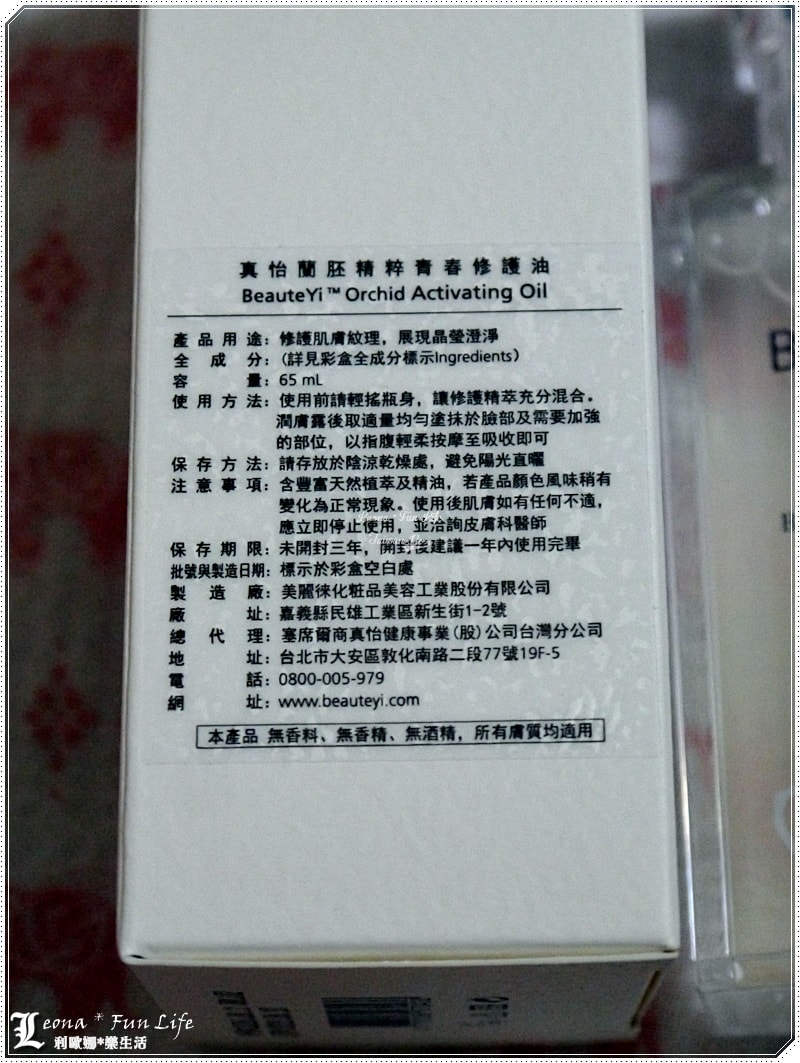 真怡蘭胚精粹青春修護油
BeauteYi™ Orchid Activating Oil
產品用途：修護肌膚紋理，展現晶瑩澄淨
全成分：（詳見彩盒全成分標示Ingredients）
容量：65 mL
使用方法：使用前請輕搖瓶身，讓修護精萃充分混合。
潤膚露後取適量均勻塗抹於臉部及需要加強
的部位，以指腹輕柔按摩至吸收即可
保存方法：請存放於陰涼乾燥處，避免陽光直曬
注意事項：含豐富天然植萃及精油，若產品顏色風味稍有
變化為正常現象。使用後肌膚如有任何不適，
應立即停止使用，並洽詢皮膚科醫師
保存期限：未開封三年，開封後建議一年內使用完畢
批號與製造日期：標示於彩盒空白處
製造廠：美麗徠化粧品美容工業股份有限公司
廠址：嘉義縣民雄工業區新生街1-2號
總代理：塞席爾商真怡健康事業(股)公司台灣分公司
地址：台北市大安區敦化南路二段77號19F-5
電話：0800-005-979
網址：www.beauteyi.com
本產品 無香料、無香精、無酒精，所有膚質均適用
B
Leona * Fun Life
利歐娜*樂生活